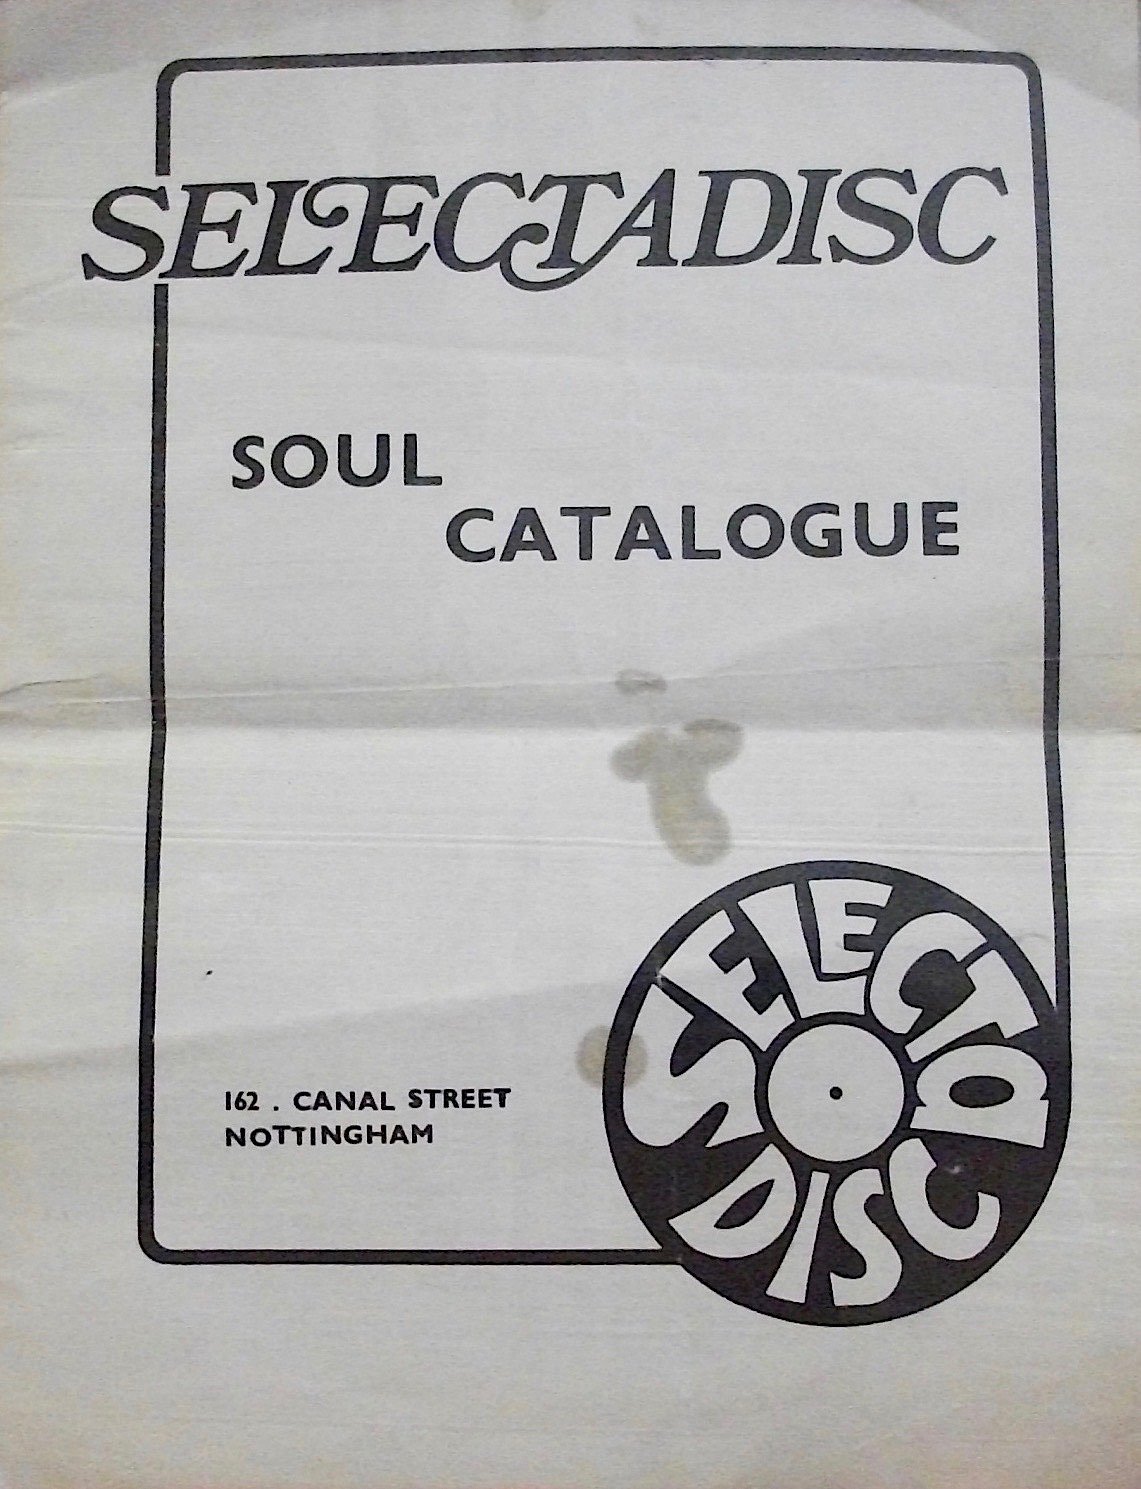 SELECTADISC
SOUL
CATALOGUE
162 . CANAL STREET
NOTTINGHAM
SELECTA
DISC